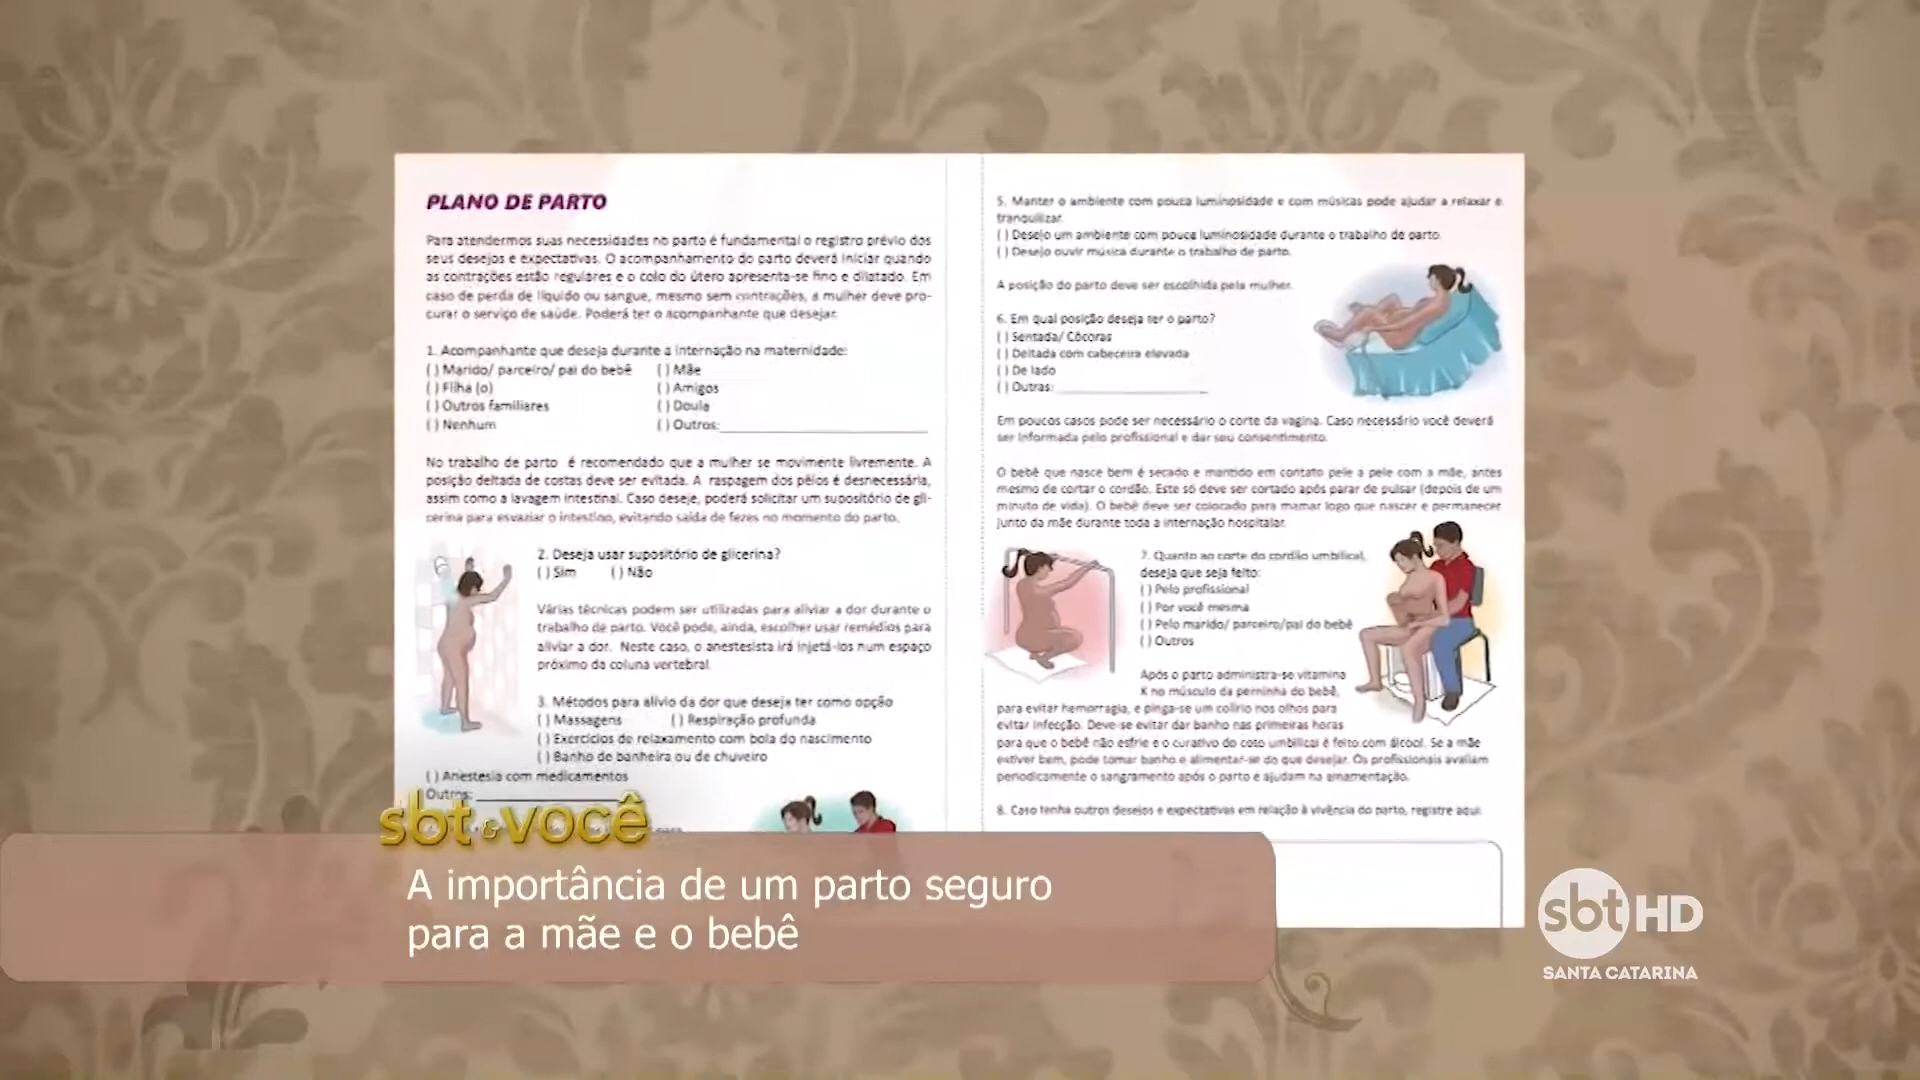 PLANO DE PARTO
Para atendermos suas necessidades no parto é fundamental o registro prévio dos
seus desejos e expectativas. O acompanhamento do parto deverá iniciar quando
as contrações estão regulares e o colo do útero apresenta-se fino e dilatado. Em
caso de perda de líquido ou sangue, mesmo sem contrações, a mulher deve pro-
curar o serviço de saúde. Poderá ter o acompanhante que desejar.
1. Acompanhante que deseja durante a internação na maternidade:
( ) Marido/ parceiro/ pai do bebê ( ) Mãe
( ) Filha (o) ( ) Amigos
( ) Outros familiares ( ) Doula
( ) Nenhum ( ) Outros:
No trabalho de parto é recomendado que a mulher se movimente livremente. A
posição deitada de costas deve ser evitada. A raspagem dos pêlos é desnecessária,
assim como a lavagem intestinal. Caso deseje, poderá solicitar um supositório de gli-
cerina para esvaziar o intestino, evitando saída de fezes no momento do parto.
2. Deseja usar supositório de glicerina?
( ) Sim ( ) Não
Várias técnicas podem ser utilizadas para aliviar a dor durante o
trabalho de parto. Você pode, ainda, escolher usar remédios para
aliviar a dor. Neste caso, o anestesista irá injetá-los num espaço
próximo da coluna vertebral.
3. Métodos para alívio da dor que deseja ter como opção
( ) Massagens ( ) Respiração profunda
( ) Exercícios de relaxamento com bola do nascimento
( ) Banho de banheira ou de chuveiro
( ) Anestesia com medicamentos
Outros:
5. Manter o ambiente com pouca luminosidade e com músicas pode ajudar a relaxar e
tranquilizar.
( ) Desejo um ambiente com pouca luminosidade durante o trabalho de parto.
( ) Desejo ouvir música durante o trabalho de parto.
A posição do parto deve ser escolhida pela mulher.
6. Em qual posição deseja ter o parto?
( ) Sentada/ Cócoras
( ) Deitada com cabeceira elevada
( ) De lado
( ) Outras:
Em poucos casos pode ser necessário o corte da vagina. Caso necessário você deverá
ser informada pelo profissional e dar seu consentimento.
O bebê que nasce bem é secado e mantido em contato pele a pele com a mãe, antes
mesmo de cortar o cordão. Este só deve ser cortado após parar de pulsar (depois de um
minuto de vida). O bebê deve ser colocado para mamar logo que nascer e permanecer
junto da mãe durante toda a internação hospitalar.
7. Quanto ao corte do cordão umbilical,
deseja que seja feito:
( ) Pelo profissional
( ) Por você mesma
( ) Pelo marido/ parceiro/pai do bebê
( ) Outros
Após o parto administra-se vitamina
K no músculo da perninha do bebê,
para evitar hemorragia, e pinga-se um colírio nos olhos para
evitar infecção. Deve-se evitar dar banho nas primeiras horas
para que o bebê não esfrie e o curativo do coto umbilical é feito com álcool. Se a mãe
estiver bem, pode tomar banho e alimentar-se do que desejar. Os profissionais avaliam
periodicamente o sangramento após o parto e ajudam na amamentação.
8. Caso tenha outros desejos e expectativas em relação à vivência do parto, registre aqui:
sbt & você
A importância de um parto seguro
para a mãe e o bebê
sbt HD
SANTA CATARINA